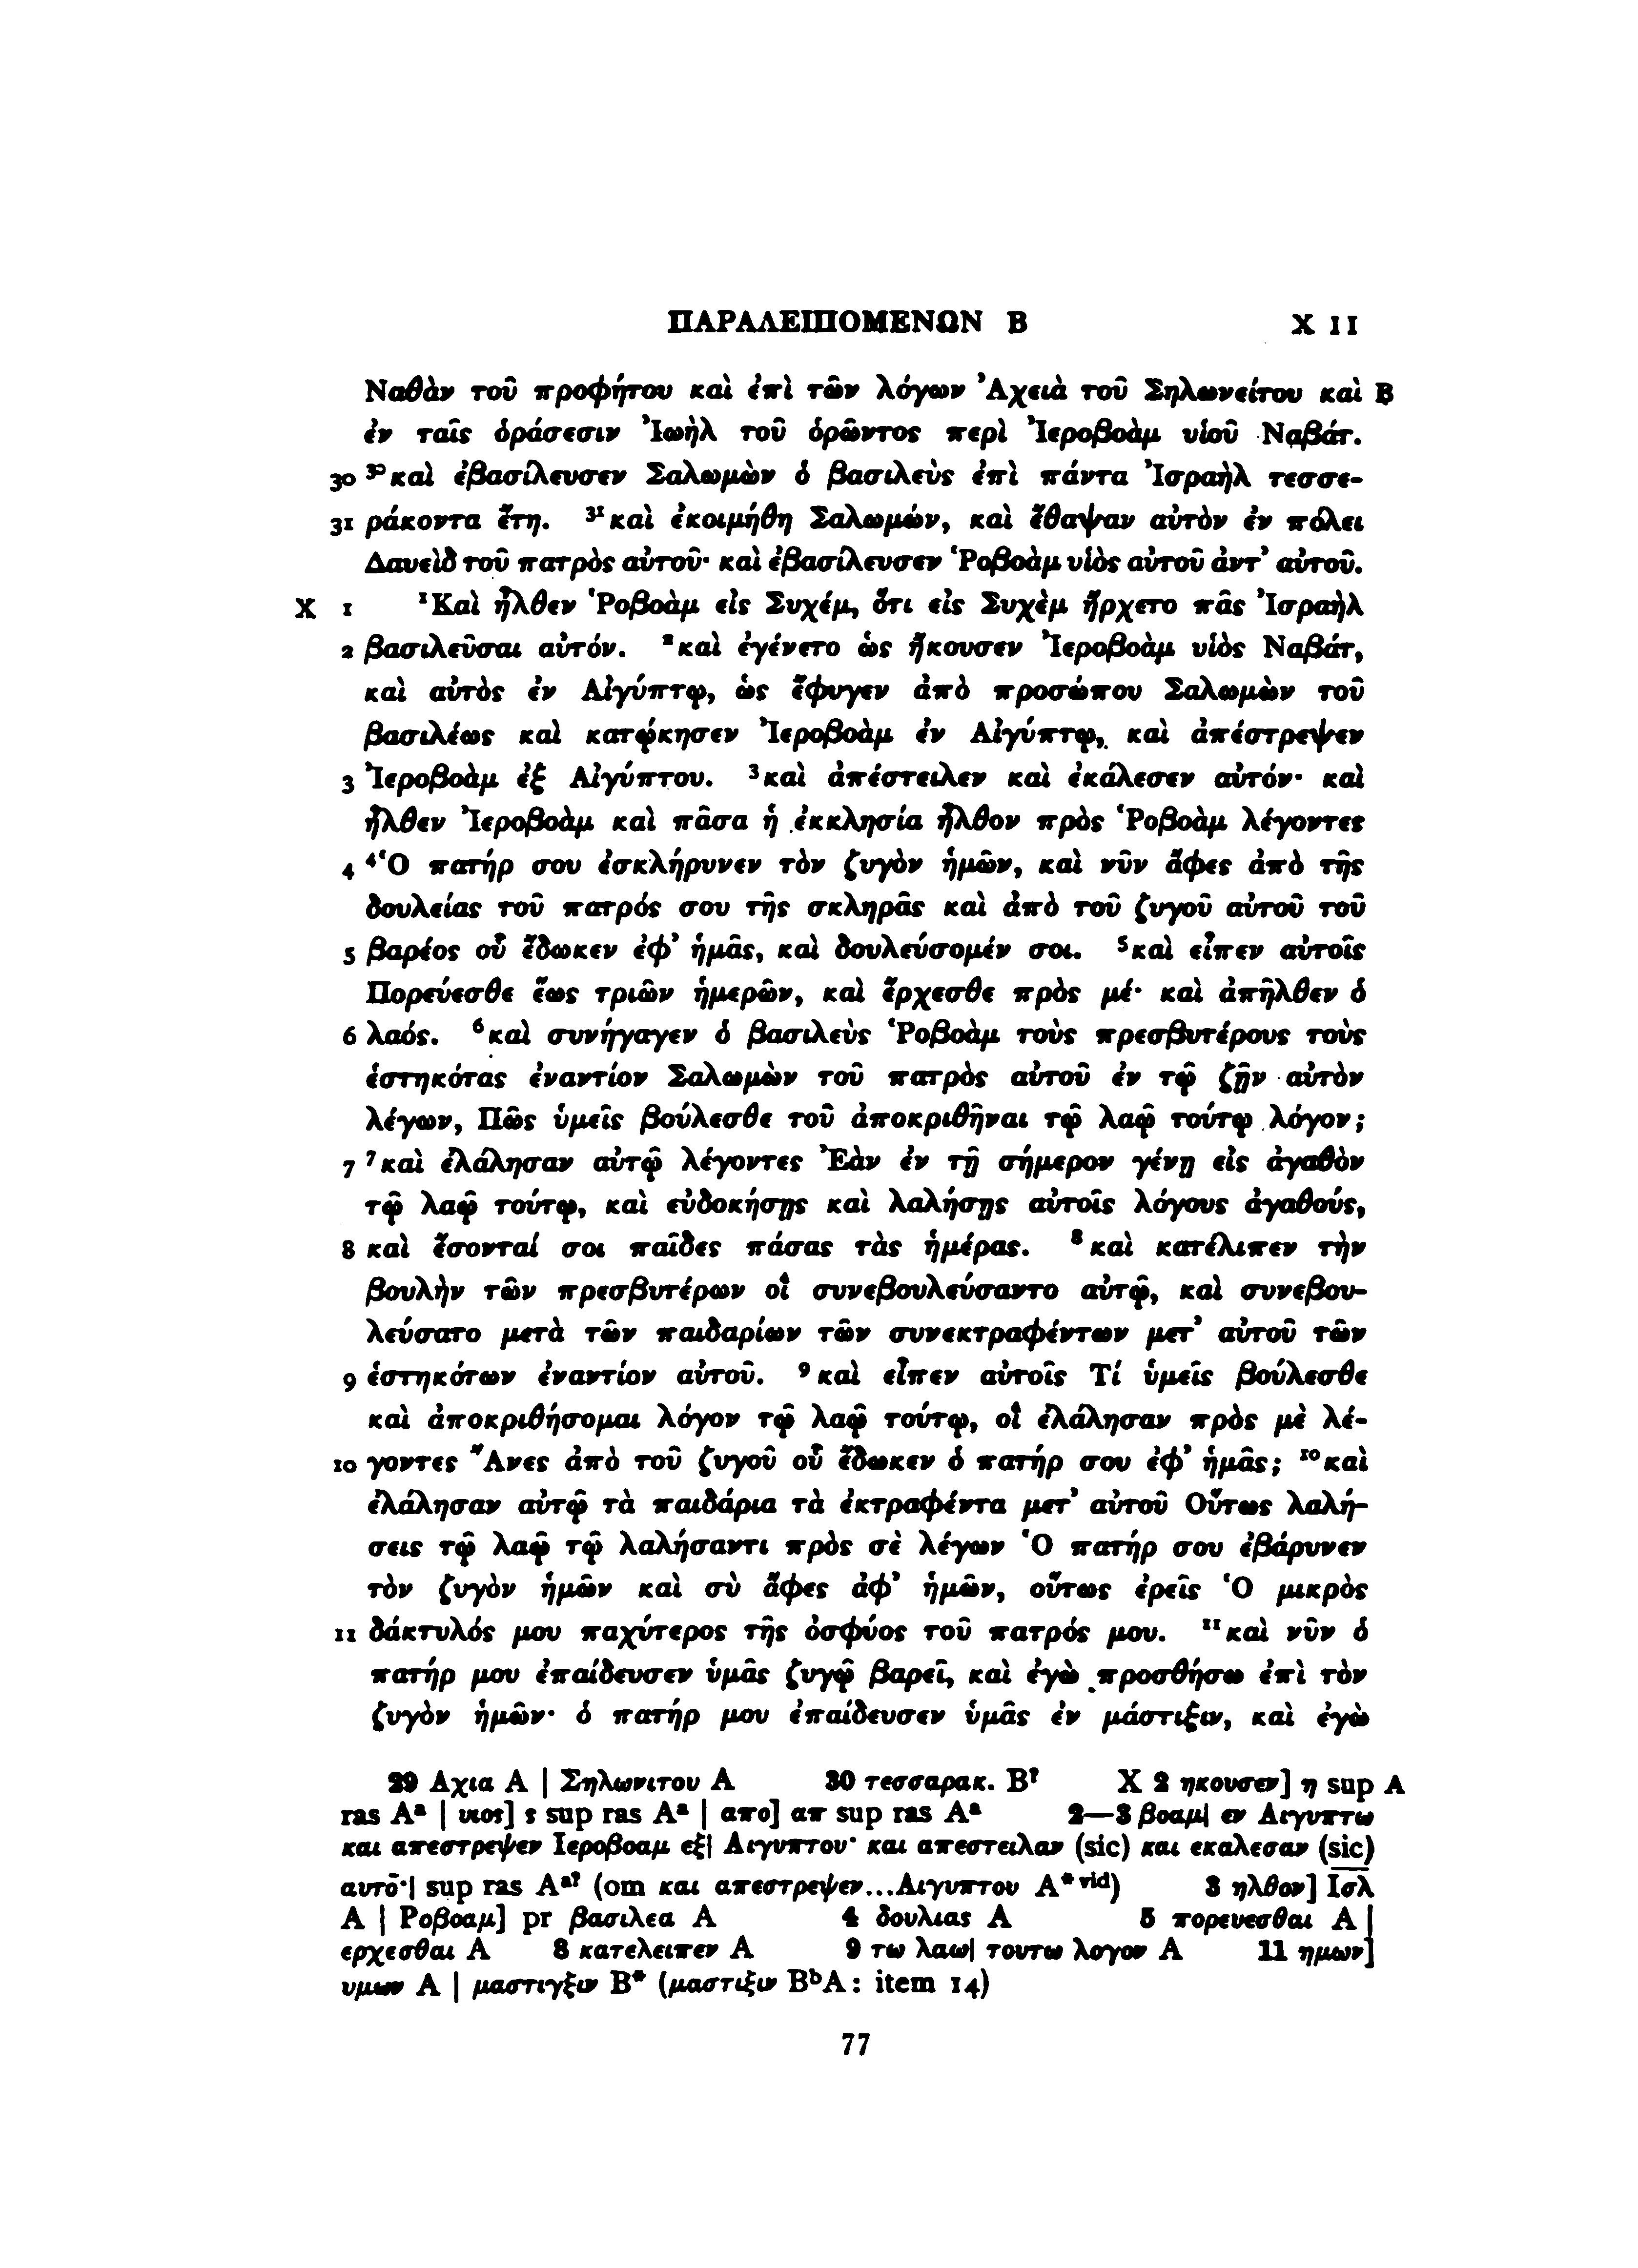 ΠΑΡΑΛΕΙΠΟΜΕΝΩΝ Β X 11
Ναθὰν τοῦ προφήτου καὶ ἐπὶ τῶν λόγων Ἀχειὰ τοῦ Σηλωνείτου καὶ B
ἐν ταῖς ὁράσεσιν Ἰωὴλ τοῦ ὁρῶντος περὶ Ἰεροβοὰμ υἱοῦ Ναβάτ.
30 ³⁰καὶ ἐβασίλευσεν Σαλωμὼν ὁ βασιλεὺς ἐπὶ πάντα Ἰσραὴλ τεσσε-
31 ράκοντα ἔτη. ³¹καὶ ἐκοιμήθη Σαλωμών, καὶ ἔθαψαν αὐτὸν ἐν πόλει
Δαυεὶδ τοῦ πατρὸς αὐτοῦ· καὶ ἐβασίλευσεν Ῥοβοὰμ υἱὸς αὐτοῦ ἀντ’ αὐτοῦ.
X 1 ¹Καὶ ἦλθεν Ῥοβοὰμ εἰς Συχέμ, ὅτι εἰς Συχὲμ ἤρχετο πᾶς Ἰσραὴλ
2 βασιλεῦσαι αὐτόν. ²καὶ ἐγένετο ὡς ἤκουσεν Ἰεροβοὰμ υἱὸς Ναβάτ,
καὶ αὐτὸς ἐν Αἰγύπτῳ, ὡς ἔφυγεν ἀπὸ προσώπου Σαλωμὼν τοῦ
βασιλέως καὶ κατῴκησεν Ἰεροβοὰμ ἐν Αἰγύπτῳ, καὶ ἀπέστρεψεν
3 Ἰεροβοὰμ ἐξ Αἰγύπτου. ³καὶ ἀπέστειλεν καὶ ἐκάλεσεν αὐτόν· καὶ
ἦλθεν Ἰεροβοὰμ καὶ πᾶσα ἡ ἐκκλησία ἦλθον πρὸς Ῥοβοὰμ λέγοντες
4 ⁴Ὁ πατήρ σου ἐσκλήρυνεν τὸν ζυγὸν ἡμῶν, καὶ νῦν ἄφες ἀπὸ τῆς
δουλείας τοῦ πατρός σου τῆς σκληρᾶς καὶ ἀπὸ τοῦ ζυγοῦ αὐτοῦ τοῦ
5 βαρέος οὗ ἔδωκεν ἐφ’ ἡμᾶς, καὶ δουλεύσομέν σοι. ⁵καὶ εἶπεν αὐτοῖς
Πορεύεσθε ἕως τριῶν ἡμερῶν, καὶ ἔρχεσθε πρὸς μέ· καὶ ἀπῆλθεν ὁ
6 λαός. ⁶καὶ συνήγαγεν ὁ βασιλεὺς Ῥοβοὰμ τοὺς πρεσβυτέρους τοὺς
ἑστηκότας ἐναντίον Σαλωμὼν τοῦ πατρὸς αὐτοῦ ἐν τῷ ζῇν αὐτὸν
λέγων, Πῶς ὑμεῖς βούλεσθε τοῦ ἀποκριθῆναι τῷ λαῷ τούτῳ λόγον;
7 ⁷καὶ ἐλάλησαν αὐτῷ λέγοντες Ἐὰν ἐν τῇ σήμερον γένῃ εἰς ἀγαθὸν
τῷ λαῷ τούτῳ, καὶ εὐδοκήσῃς καὶ λαλήσῃς αὐτοῖς λόγους ἀγαθούς,
8 καὶ ἔσονταί σοι παῖδες πάσας τὰς ἡμέρας. ⁸καὶ κατέλιπεν τὴν
βουλὴν τῶν πρεσβυτέρων οἳ συνεβουλεύσαντο αὐτῷ, καὶ συνεβου-
λεύσατο μετὰ τῶν παιδαρίων τῶν συνεκτραφέντων μετ’ αὐτοῦ τῶν
9 ἑστηκότων ἐναντίον αὐτοῦ. ⁹καὶ εἶπεν αὐτοῖς Τί ὑμεῖς βούλεσθε
καὶ ἀποκριθήσομαι λόγον τῷ λαῷ τούτῳ, οἳ ἐλάλησαν πρὸς μὲ λέ-
10 γοντες Ἄνες ἀπὸ τοῦ ζυγοῦ οὗ ἔδωκεν ὁ πατήρ σου ἐφ’ ἡμᾶς; ¹⁰καὶ
ἐλάλησαν αὐτῷ τὰ παιδάρια τὰ ἐκτραφέντα μετ’ αὐτοῦ Οὕτως λαλή-
σεις τῷ λαῷ τῷ λαλήσαντι πρὸς σὲ λέγων Ὁ πατήρ σου ἐβάρυνεν
τὸν ζυγὸν ἡμῶν καὶ σὺ ἄφες ἀφ’ ἡμῶν, οὕτως ἐρεῖς Ὁ μικρὸς
11 δάκτυλός μου παχύτερος τῆς ὀσφύος τοῦ πατρός μου. ¹¹καὶ νῦν ὁ
πατήρ μου ἐπαίδευσεν ὑμᾶς ζυγῷ βαρεῖ, καὶ ἐγὼ προσθήσω ἐπὶ τὸν
ζυγὸν ἡμῶν· ὁ πατήρ μου ἐπαίδευσεν ὑμᾶς ἐν μάστιξιν, καὶ ἐγὼ
29 Αχια A | Σηλωνιτου A 30 τεσσαρακ. B? X 2 ηκουσεν] η sup A
ras Aᵃ | υιος] ς sup ras Aᵃ | απο] απ sup ras Aᵃ 2—3 βοαμ| εν Αιγυπτω
και απεστρεψεν Ιεροβοαμ εξ| Αιγυπτου· και απεστειλαν (sic) και εκαλεσαν (sic)
αυτο̄·| sup ras Aᵃ? (om και απεστρεψεν...Αιγυπτου A*ᵛⁱᵈ) 3 ηλθον] Ισ̅λ̅
A | Ροβοαμ] pr βασιλεα A 4 δουλιας A 5 πορευεσθαι A |
ερχεσθαι A 8 κατελειπεν A 9 τω λαω| τουτω λογον A 11 ημων]
υμων A | μαστιγξιν B* (μαστιξιν BᵇA: item 14)
77